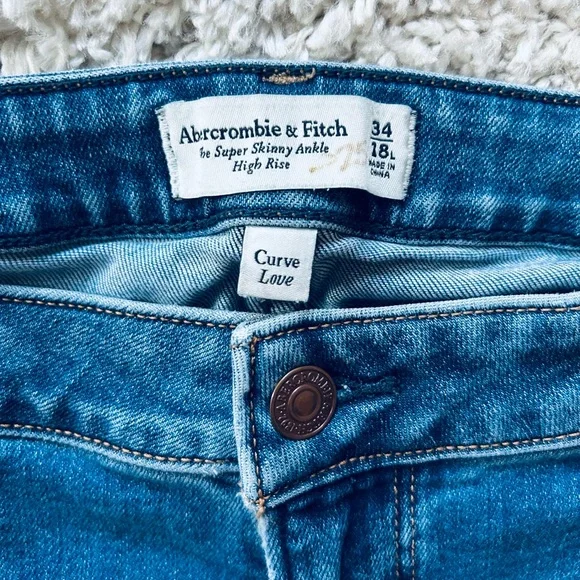 Abercrombie & Fitch
he Super Skinny Ankle
High Rise
34
18L
MADE IN
CHINA
Curve
Love